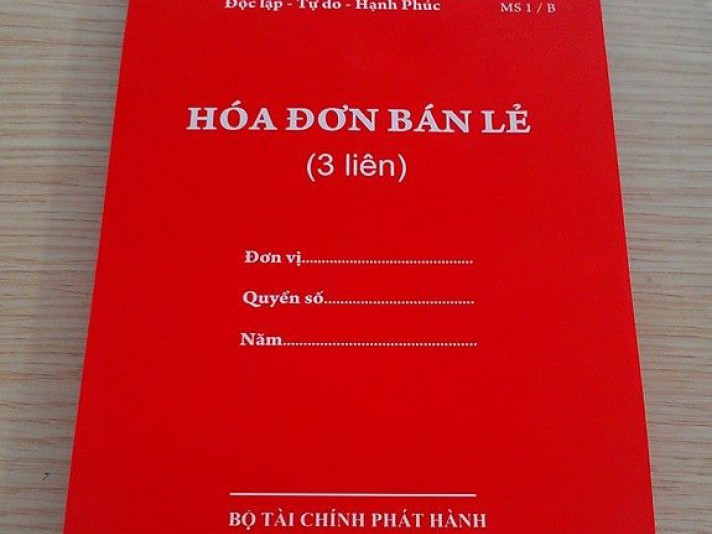 Độc lập - Tự do - Hạnh Phúc MS 1 / B
HÓA ĐƠN BÁN LẺ
(3 liên)
Đơn vị..........................................
Quyển số.....................................
Năm................................................
BỘ TÀI CHÍNH PHÁT HÀNH